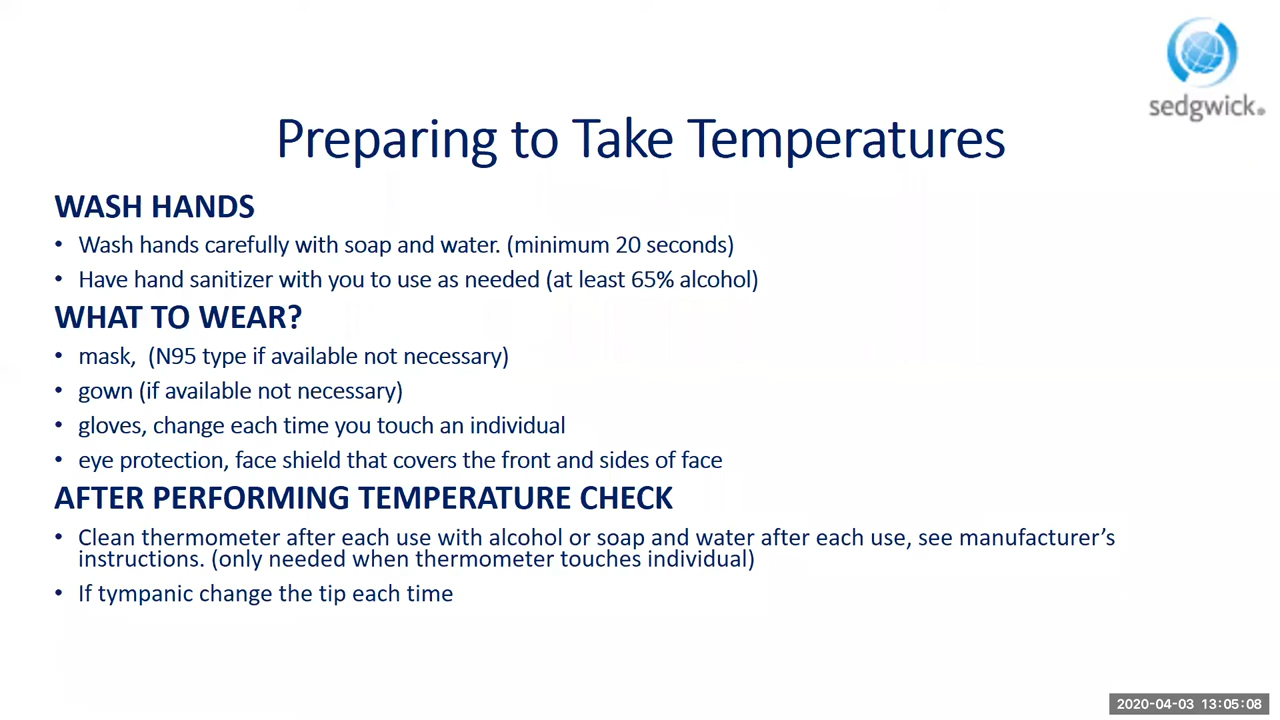 sedgwick®
Preparing to Take Temperatures
WASH HANDS
• Wash hands carefully with soap and water. (minimum 20 seconds)
• Have hand sanitizer with you to use as needed (at least 65% alcohol)
WHAT TO WEAR?
• mask,  (N95 type if available not necessary)
• gown (if available not necessary)
• gloves, change each time you touch an individual
• eye protection, face shield that covers the front and sides of face
AFTER PERFORMING TEMPERATURE CHECK
• Clean thermometer after each use with alcohol or soap and water after each use, see manufacturer’s
instructions. (only needed when thermometer touches individual)
• If tympanic change the tip each time
2020-04-03 13:05:08